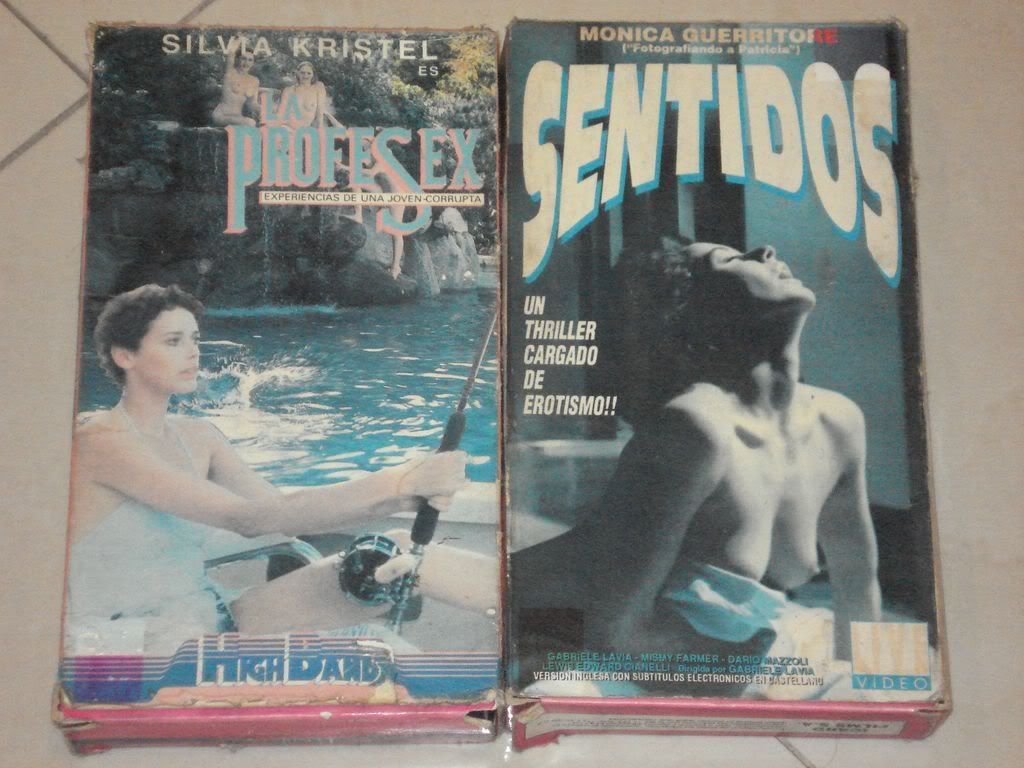 SILVIA KRISTEL
ES
LA
PROFESEX
EXPERIENCIAS DE UNA JOVEN-CORRUPTA
HIGH BAND
MONICA GUERRITORE
("Fotografiando a Patricia")
SENTIDOS
UN
THRILLER
CARGADO
DE
EROTISMO!!
GABRIELE LAVIA - MISMY FARMER - DARIO MAZZOLI
LEWIS EDWARD CIANELLI - Dirigida por GABRIELE LAVIA
VERSION INGLESA CON SUBTITULOS ELECTRONICOS EN CASTELLANO
VIDEO
FILMS S.A.